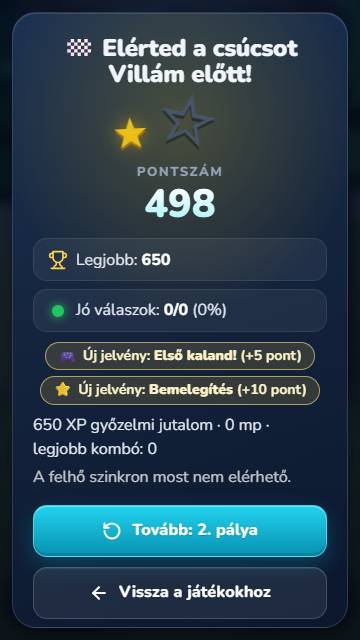 Elérted a csúcsot
Villám előtt!
PONTSZÁM
498
Legjobb: 650
Jó válaszok: 0/0 (0%)
Új jelvény: Első kaland! (+5 pont)
Új jelvény: Bemelegítés (+10 pont)
650 XP győzelmi jutalom · 0 mp ·
legjobb kombó: 0
A felhő szinkron most nem elérhető.
Tovább: 2. pálya
Vissza a játékokhoz